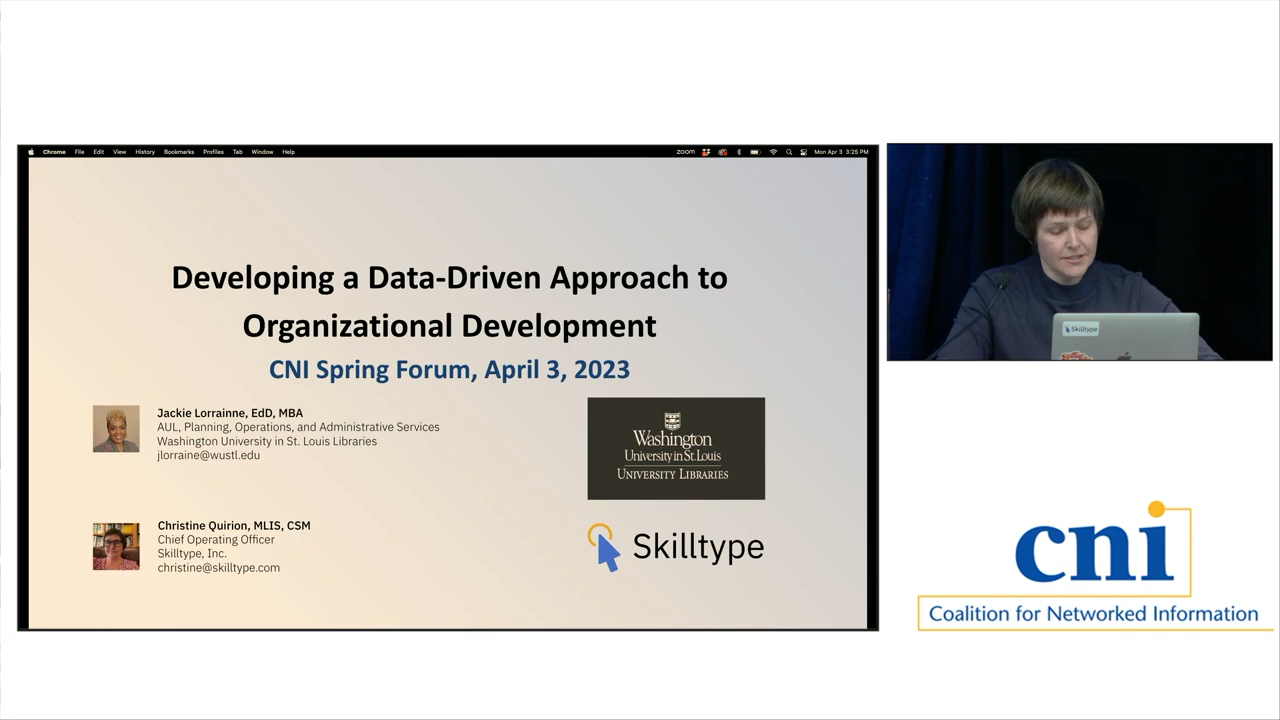 Chrome File Edit View History Bookmarks Profiles Tab Window Help
zoom Mon Apr 3 3:25 PM
Developing a Data-Driven Approach to
Organizational Development
CNI Spring Forum, April 3, 2023
Jackie Lorrainne, EdD, MBA
AUL, Planning, Operations, and Administrative Services
Washington University in St. Louis Libraries
jlorraine@wustl.edu
Washington
University in St. Louis
UNIVERSITY LIBRARIES
Christine Quirion, MLIS, CSM
Chief Operating Officer
Skilltype, Inc.
christine@skilltype.com
Skilltype
Skilltype
cni
Coalition for Networked Information